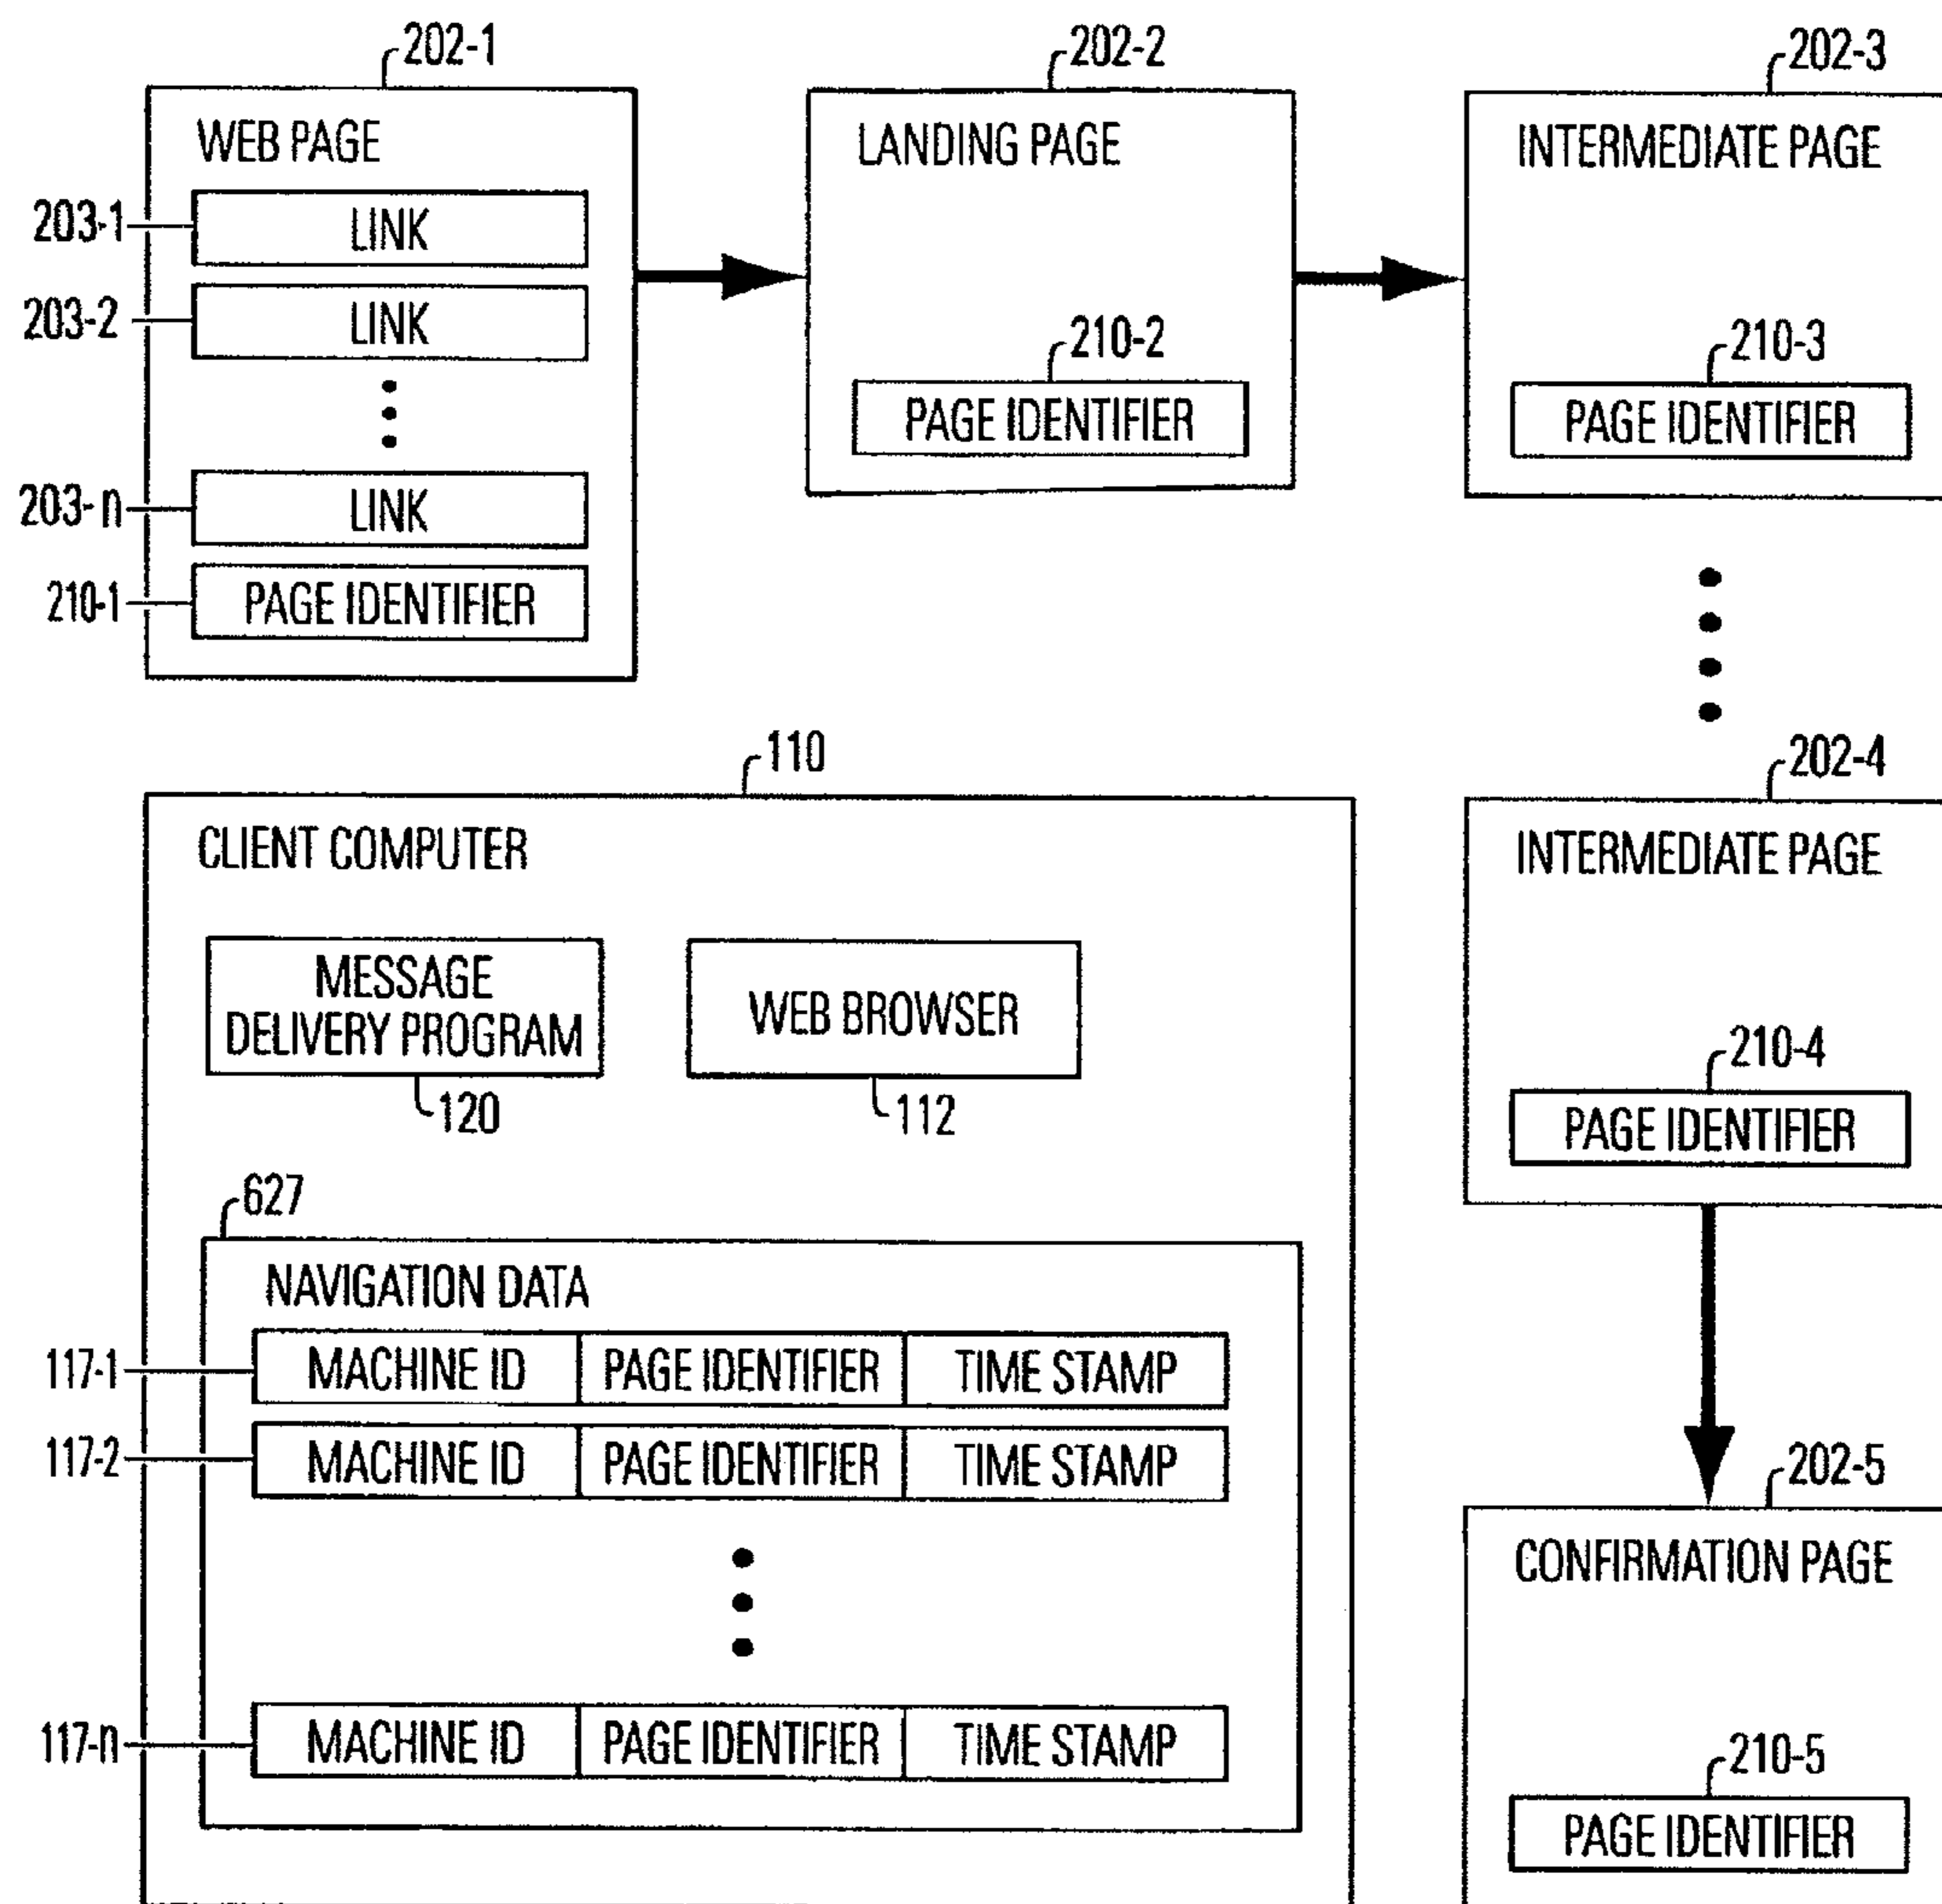 202-1
WEB PAGE
203-1
LINK
203-2
LINK
203-n
LINK
210-1
PAGE IDENTIFIER
202-2
LANDING PAGE
210-2
PAGE IDENTIFIER
202-3
INTERMEDIATE PAGE
210-3
PAGE IDENTIFIER
202-4
INTERMEDIATE PAGE
210-4
PAGE IDENTIFIER
202-5
CONFIRMATION PAGE
210-5
PAGE IDENTIFIER
110
CLIENT COMPUTER
MESSAGE
DELIVERY PROGRAM
120
WEB BROWSER
112
627
NAVIGATION DATA
117-1
MACHINE ID PAGE IDENTIFIER TIME STAMP
117-2
MACHINE ID PAGE IDENTIFIER TIME STAMP
117-n
MACHINE ID PAGE IDENTIFIER TIME STAMP